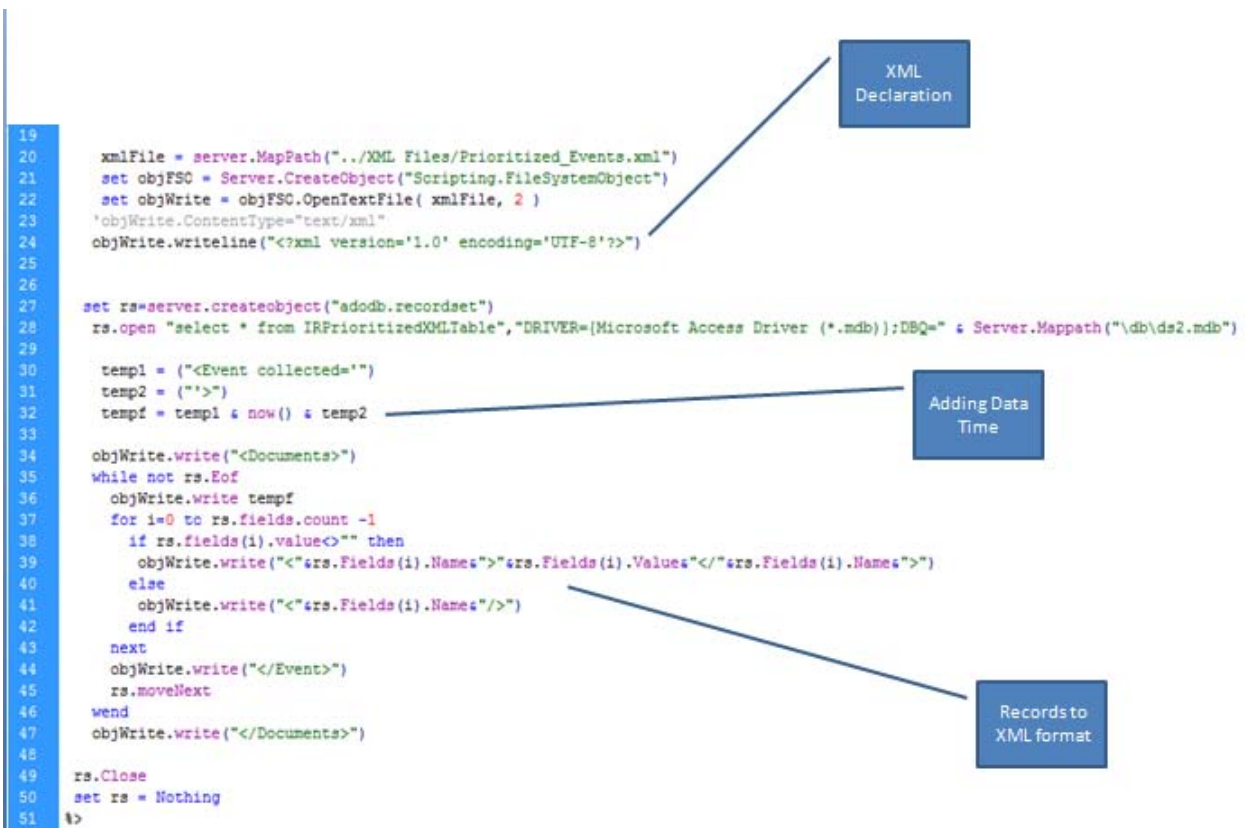 XML
Declaration
19
20 xmlFile = server.MapPath("../XML Files/Prioritized_Events.xml")
21 set objFSO = Server.CreateObject("Scripting.FileSystemObject")
22 set objWrite = objFSO.OpenTextFile( xmlFile, 2 )
23 'objWrite.ContentType="text/xml"
24 objWrite.writeline("<?xml version='1.0' encoding='UTF-8'?>")
25
26
27 set rs=server.createobject("adodb.recordset")
28 rs.open "select * from IRPrioritizedXMLTable","DRIVER={Microsoft Access Driver (*.mdb)};DBQ=" & Server.Mappath("\db\ds2.mdb")
29
30 temp1 = ("<Event collected='")
31 temp2 = ("'>")
32 tempf = temp1 & now() & temp2
Adding Data
Time
33
34 objWrite.write("<Documents>")
35 while not rs.Eof
36 objWrite.write tempf
37 for i=0 to rs.fields.count -1
38 if rs.fields(i).value<>"" then
39 objWrite.write("<"&rs.Fields(i).Name&">"&rs.Fields(i).Value&"</"&rs.Fields(i).Name&">")
40 else
41 objWrite.write("<"&rs.Fields(i).Name&"/>")
42 end if
43 next
44 objWrite.write("</Event>")
45 rs.moveNext
46 wend
47 objWrite.write("</Documents>")
Records to
XML format
48
49 rs.Close
50 set rs = Nothing
51 %>